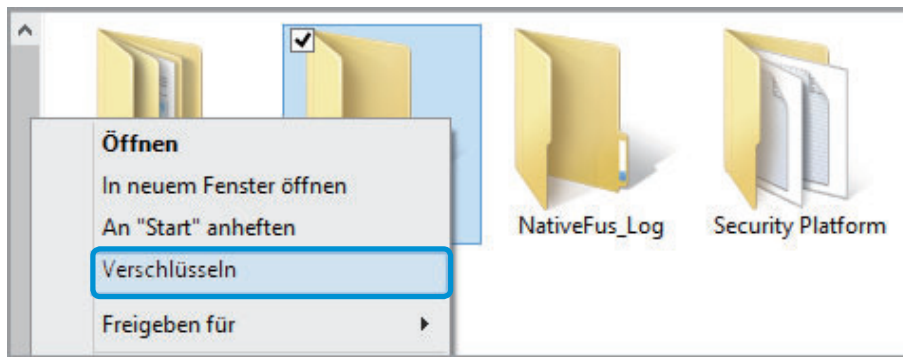 NativeFus_Log
Security Platform
Öffnen
In neuem Fenster öffnen
An "Start" anheften
Verschlüsseln
Freigeben für